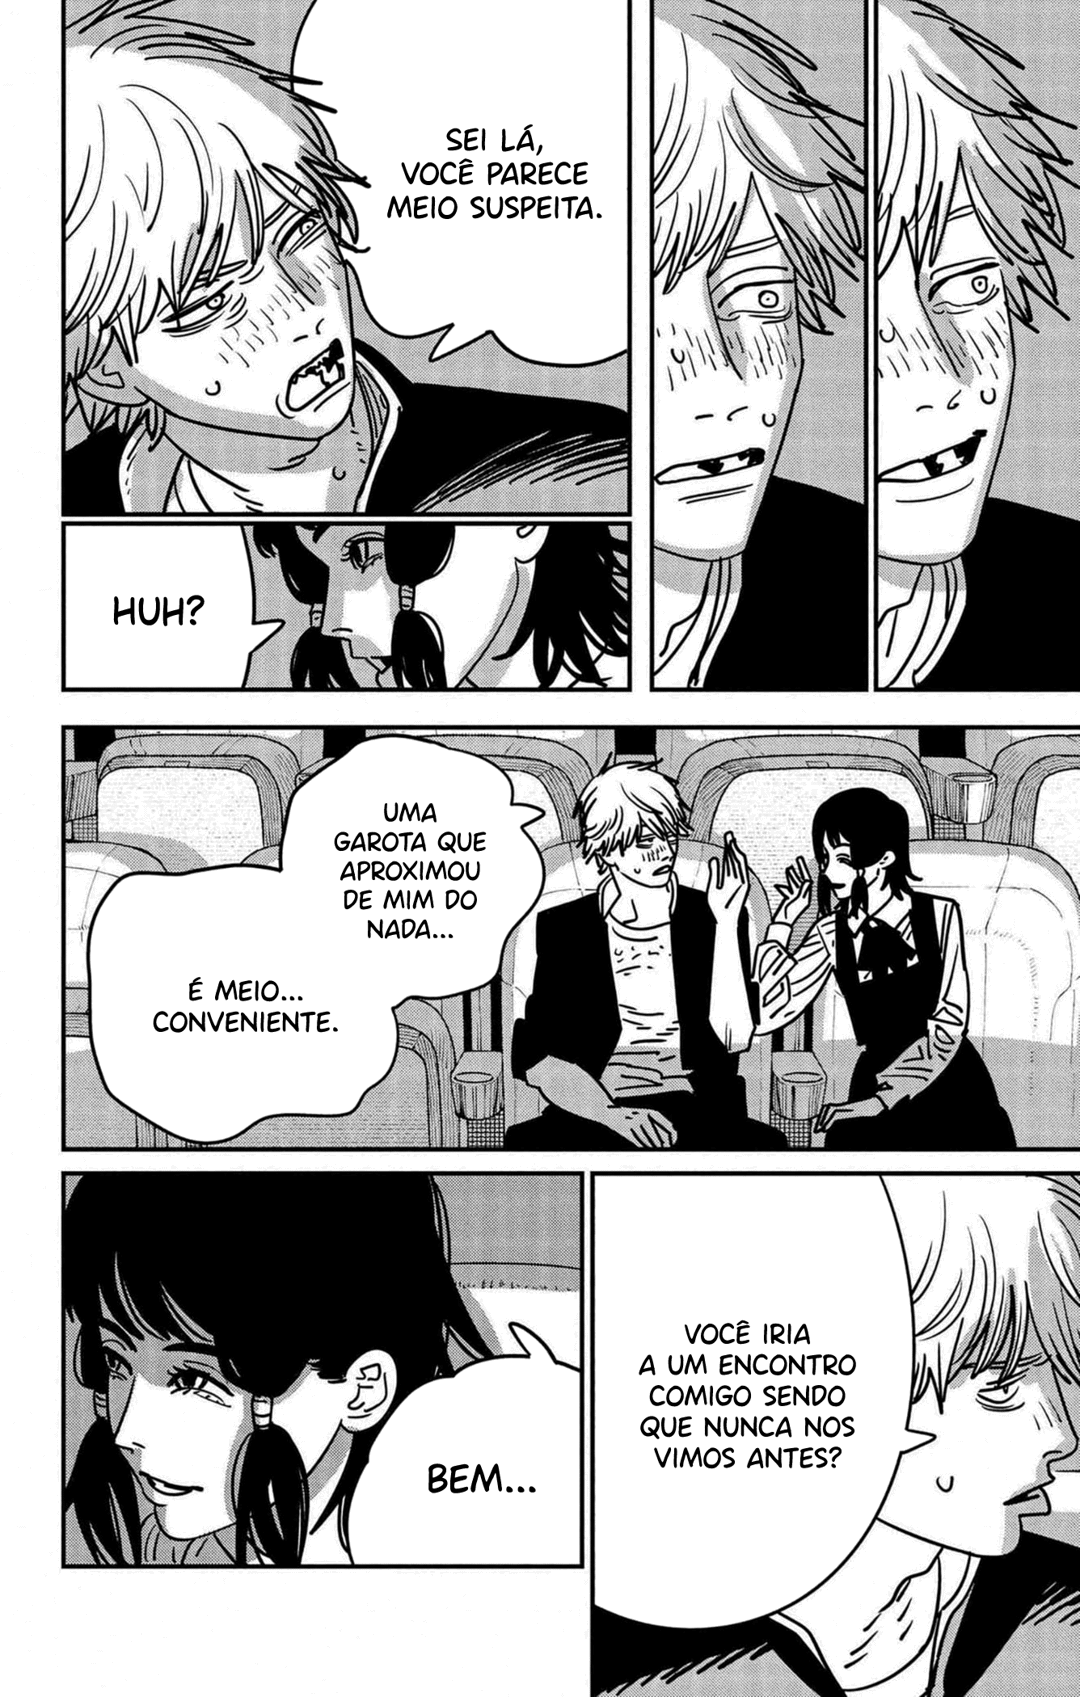 SEI LÁ,
VOCÊ PARECE
MEIO SUSPEITA.
HUH?
UMA
GAROTA QUE
APROXIMOU
DE MIM DO
NADA...
É MEIO...
CONVENIENTE.
VOCÊ IRIA
A UM ENCONTRO
COMIGO SENDO
QUE NUNCA NOS
VIMOS ANTES?
BEM...